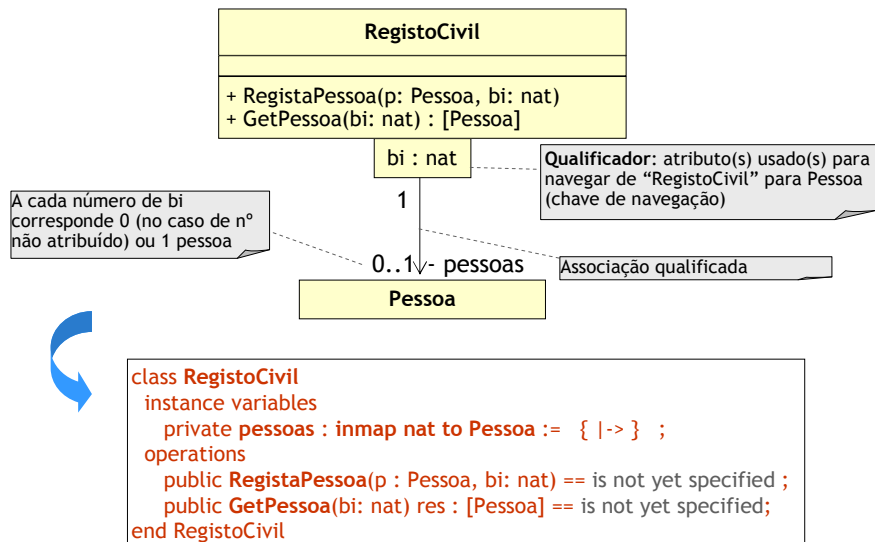 RegistoCivil
+ RegistaPessoa(p: Pessoa, bi: nat)
+ GetPessoa(bi: nat) : [Pessoa]
bi : nat
Qualificador: atributo(s) usado(s) para
navegar de “RegistoCivil” para Pessoa
(chave de navegação)
A cada número de bi
corresponde 0 (no caso de nº
não atribuído) ou 1 pessoa
1
0..1 - pessoas
Associação qualificada
Pessoa
class RegistoCivil
instance variables
private pessoas : inmap nat to Pessoa := { |-> } ;
operations
public RegistaPessoa(p : Pessoa, bi: nat) == is not yet specified ;
public GetPessoa(bi: nat) res : [Pessoa] == is not yet specified;
end RegistoCivil